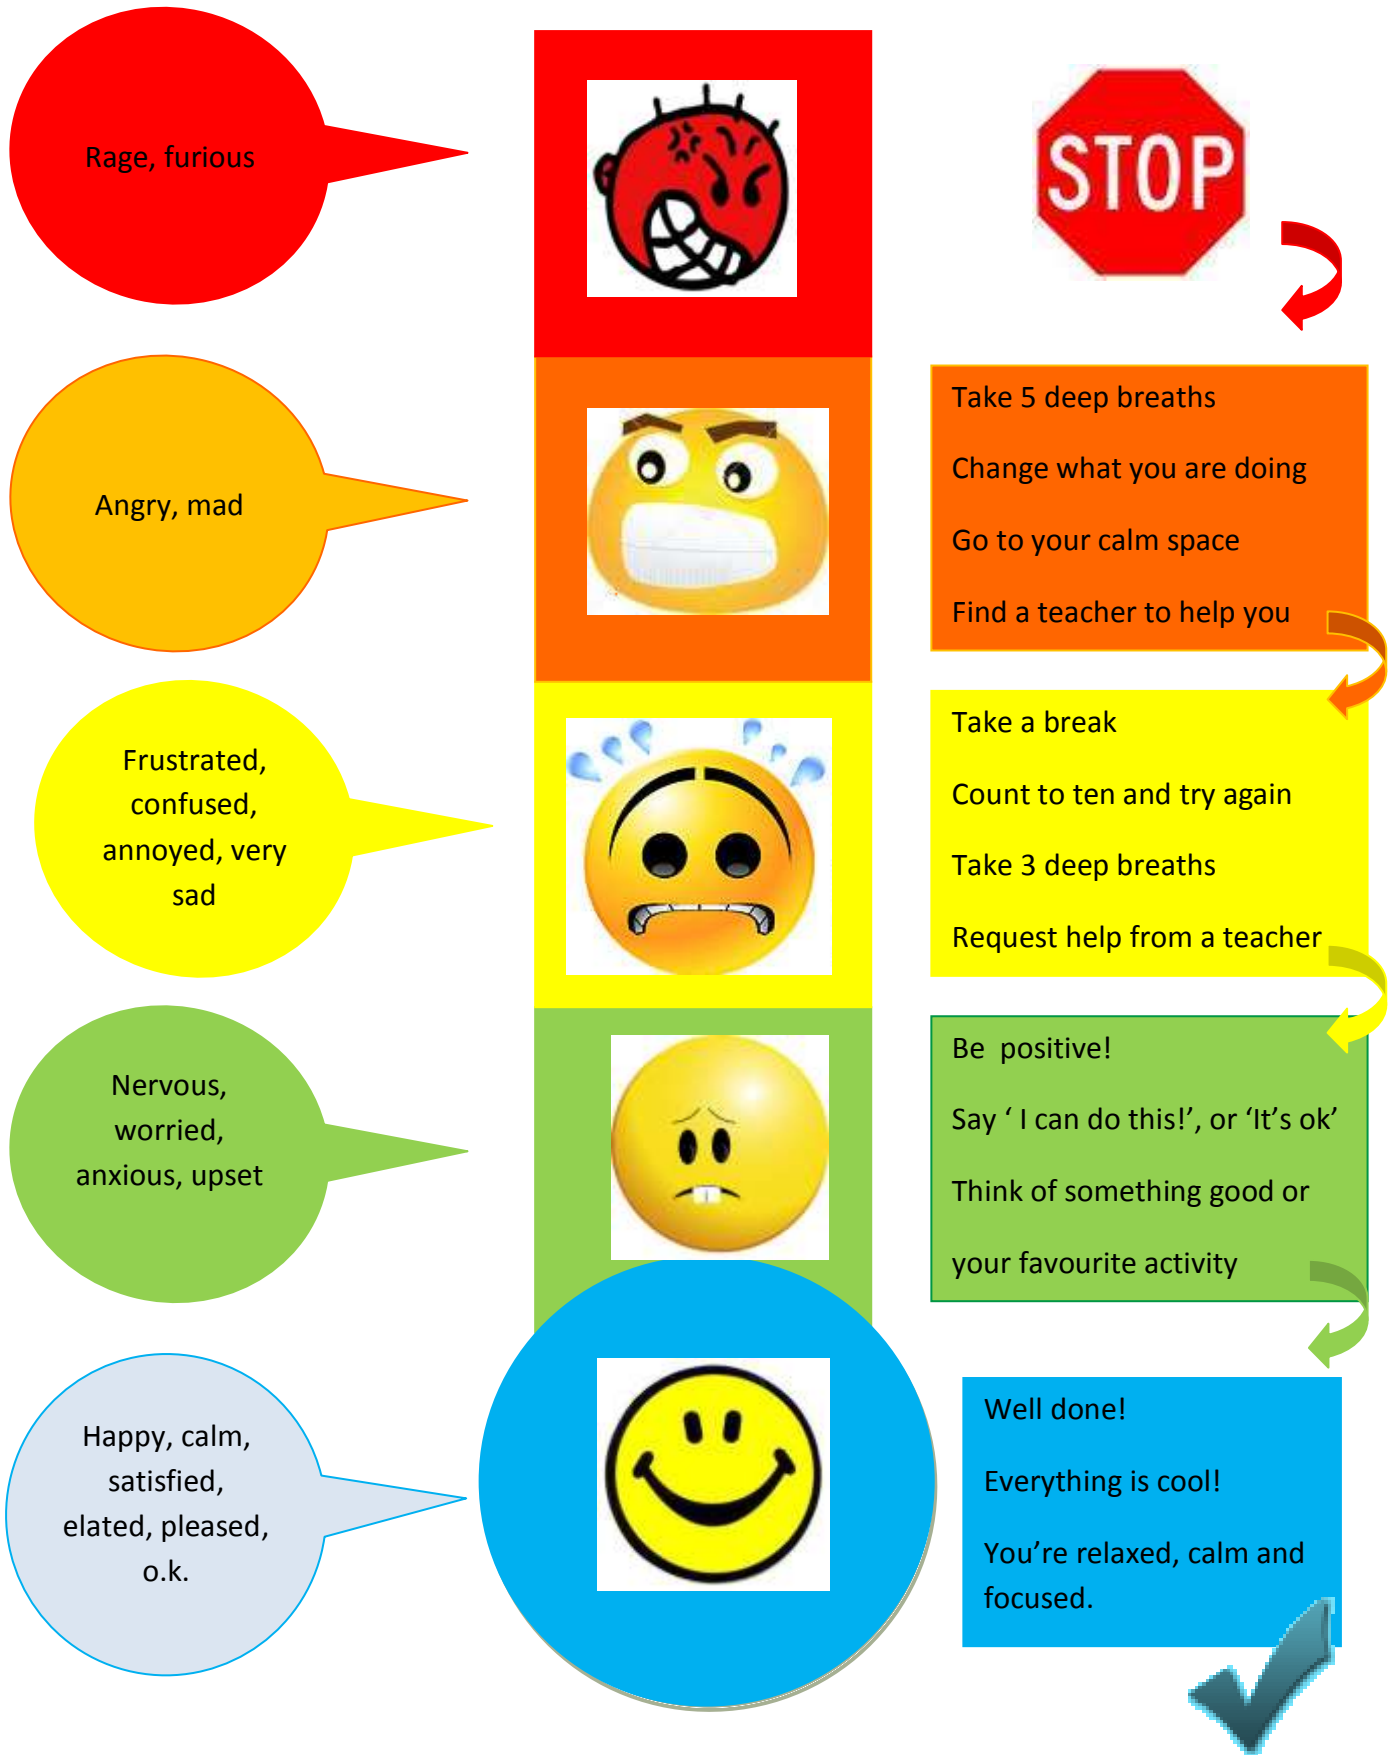 Rage, furious
STOP
Angry, mad
Take 5 deep breaths
Change what you are doing
Go to your calm space
Find a teacher to help you
Frustrated,
confused,
annoyed, very
sad
Take a break
Count to ten and try again
Take 3 deep breaths
Request help from a teacher
Nervous,
worried,
anxious, upset
Be  positive!
Say ‘ I can do this!’, or ‘It’s ok’
Think of something good or
your favourite activity
Happy, calm,
satisfied,
elated, pleased,
o.k.
Well done!
Everything is cool!
You’re relaxed, calm and
focused.